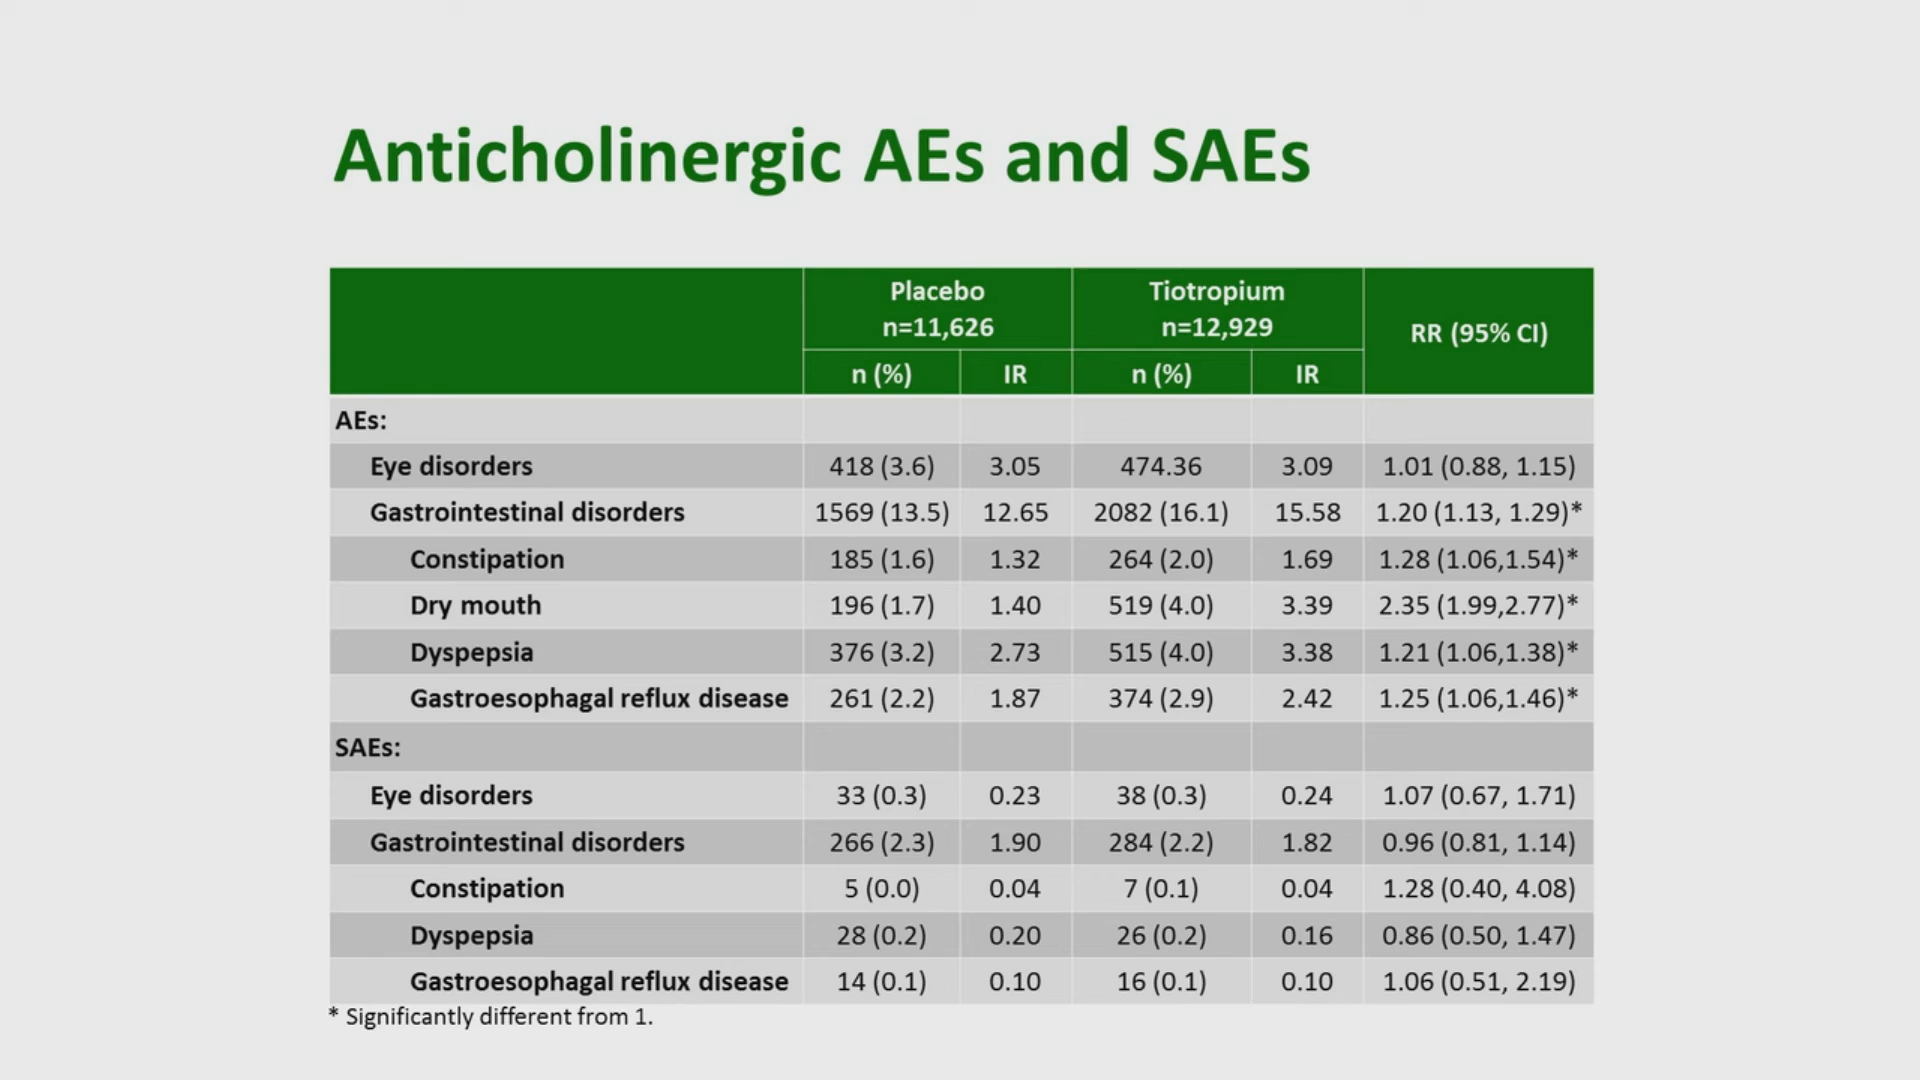 Anticholinergic AEs and SAEs
Placebo n=11,626 Tiotropium n=12,929 RR (95% CI)
n (%) IR n (%) IR
AEs:
Eye disorders 418 (3.6) 3.05 474.36 3.09 1.01 (0.88, 1.15)
Gastrointestinal disorders 1569 (13.5) 12.65 2082 (16.1) 15.58 1.20 (1.13, 1.29)*
Constipation 185 (1.6) 1.32 264 (2.0) 1.69 1.28 (1.06,1.54)*
Dry mouth 196 (1.7) 1.40 519 (4.0) 3.39 2.35 (1.99,2.77)*
Dyspepsia 376 (3.2) 2.73 515 (4.0) 3.38 1.21 (1.06,1.38)*
Gastroesophagal reflux disease 261 (2.2) 1.87 374 (2.9) 2.42 1.25 (1.06,1.46)*
SAEs:
Eye disorders 33 (0.3) 0.23 38 (0.3) 0.24 1.07 (0.67, 1.71)
Gastrointestinal disorders 266 (2.3) 1.90 284 (2.2) 1.82 0.96 (0.81, 1.14)
Constipation 5 (0.0) 0.04 7 (0.1) 0.04 1.28 (0.40, 4.08)
Dyspepsia 28 (0.2) 0.20 26 (0.2) 0.16 0.86 (0.50, 1.47)
Gastroesophagal reflux disease 14 (0.1) 0.10 16 (0.1) 0.10 1.06 (0.51, 2.19)
* Significantly different from 1.